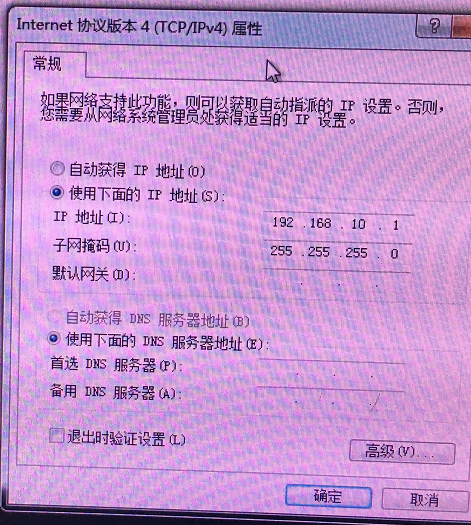 Internet 协议版本 4 (TCP/IPv4) 属性
?
常规
如果网络支持此功能，则可以获取自动指派的 IP 设置。否则，
您需要从网络系统管理员处获得适当的 IP 设置。
自动获得 IP 地址(O)
使用下面的 IP 地址(S):
IP 地址(I): 192 .168 . 10 . 1
子网掩码(U): 255 .255 .255 . 0
默认网关(D): . . .
自动获得 DNS 服务器地址(B)
使用下面的 DNS 服务器地址(E):
首选 DNS 服务器(P): . . .
备用 DNS 服务器(A): . . .
退出时验证设置(L)
高级(V)...
确定
取消